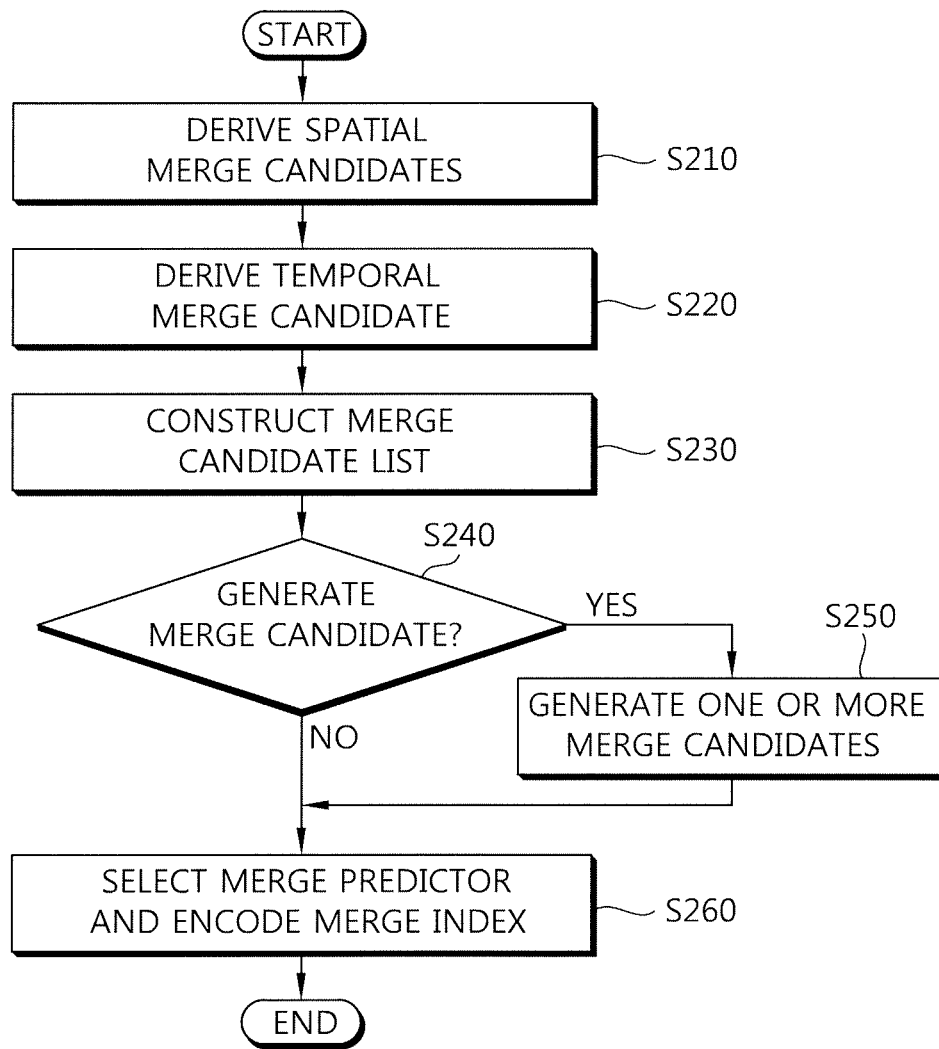 START
DERIVE SPATIAL
MERGE CANDIDATES
S210
DERIVE TEMPORAL
MERGE CANDIDATE
S220
CONSTRUCT MERGE
CANDIDATE LIST
S230
S240
GENERATE
MERGE CANDIDATE?
YES
S250
GENERATE ONE OR MORE
MERGE CANDIDATES
NO
SELECT MERGE PREDICTOR
AND ENCODE MERGE INDEX
S260
END